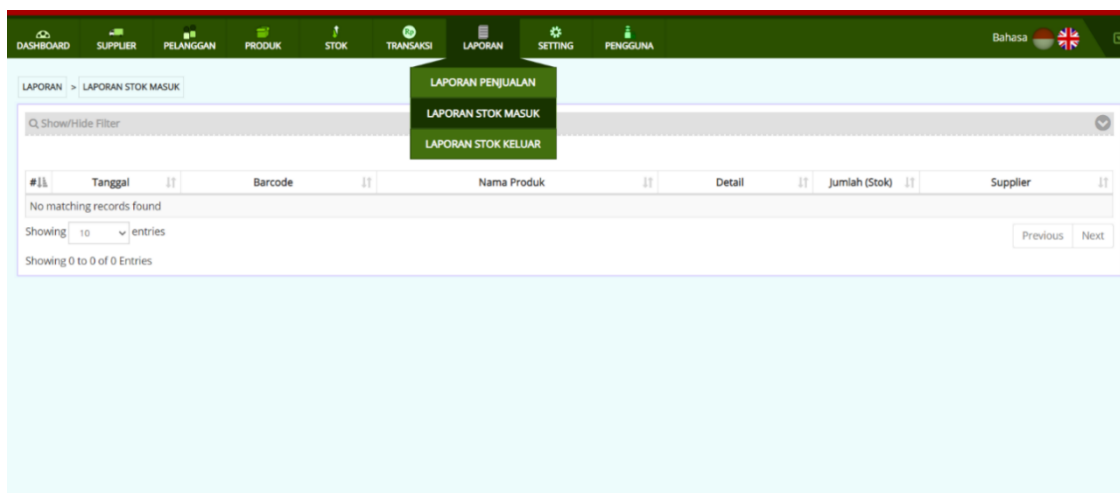 DASHBOARD SUPPLIER PELANGGAN PRODUK STOK TRANSAKSI LAPORAN SETTING PENGGUNA Bahasa
Rp
LAPORAN PENJUALAN
LAPORAN > LAPORAN STOK MASUK
LAPORAN STOK MASUK
Show/Hide Filter
LAPORAN STOK KELUAR
# Tanggal Barcode Nama Produk Detail Jumlah (Stok) Supplier
No matching records found
Showing 10 entries
Previous Next
Showing 0 to 0 of 0 Entries